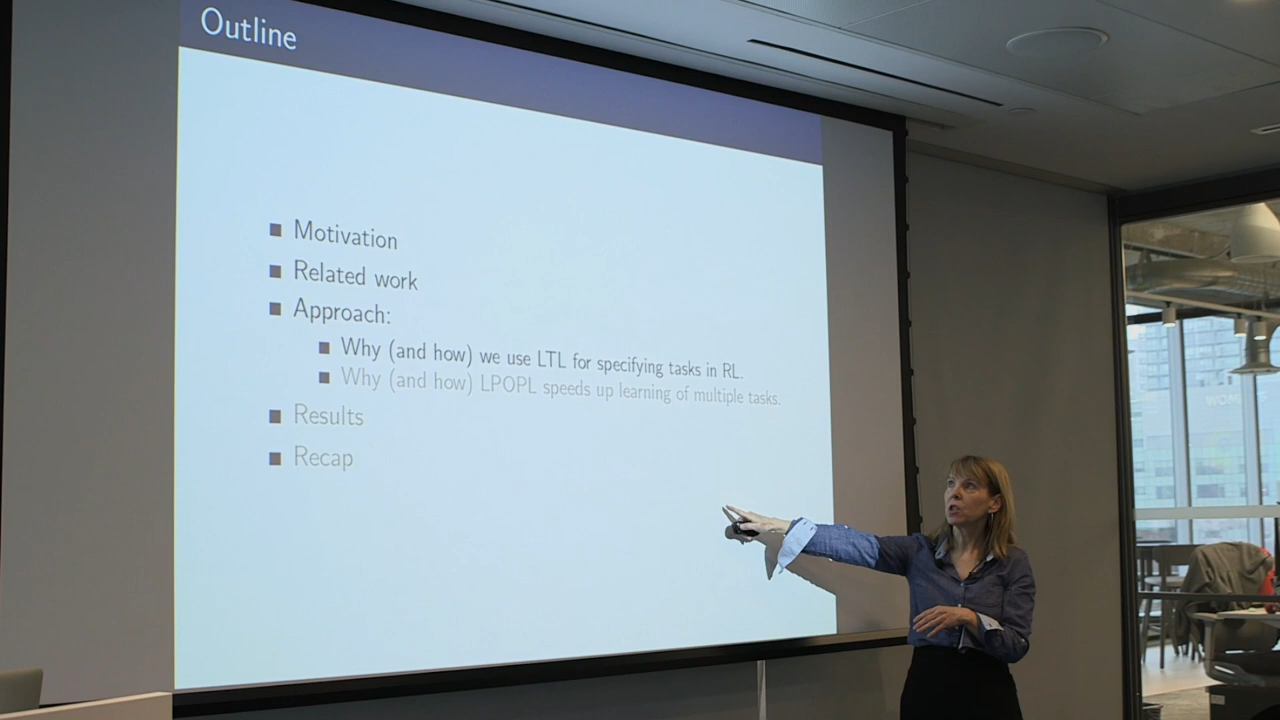 Outline
Motivation
Related work
Approach:
Why (and how) we use LTL for specifying tasks in RL.
Why (and how) LPOPL speeds up learning of multiple tasks.
Results
Recap